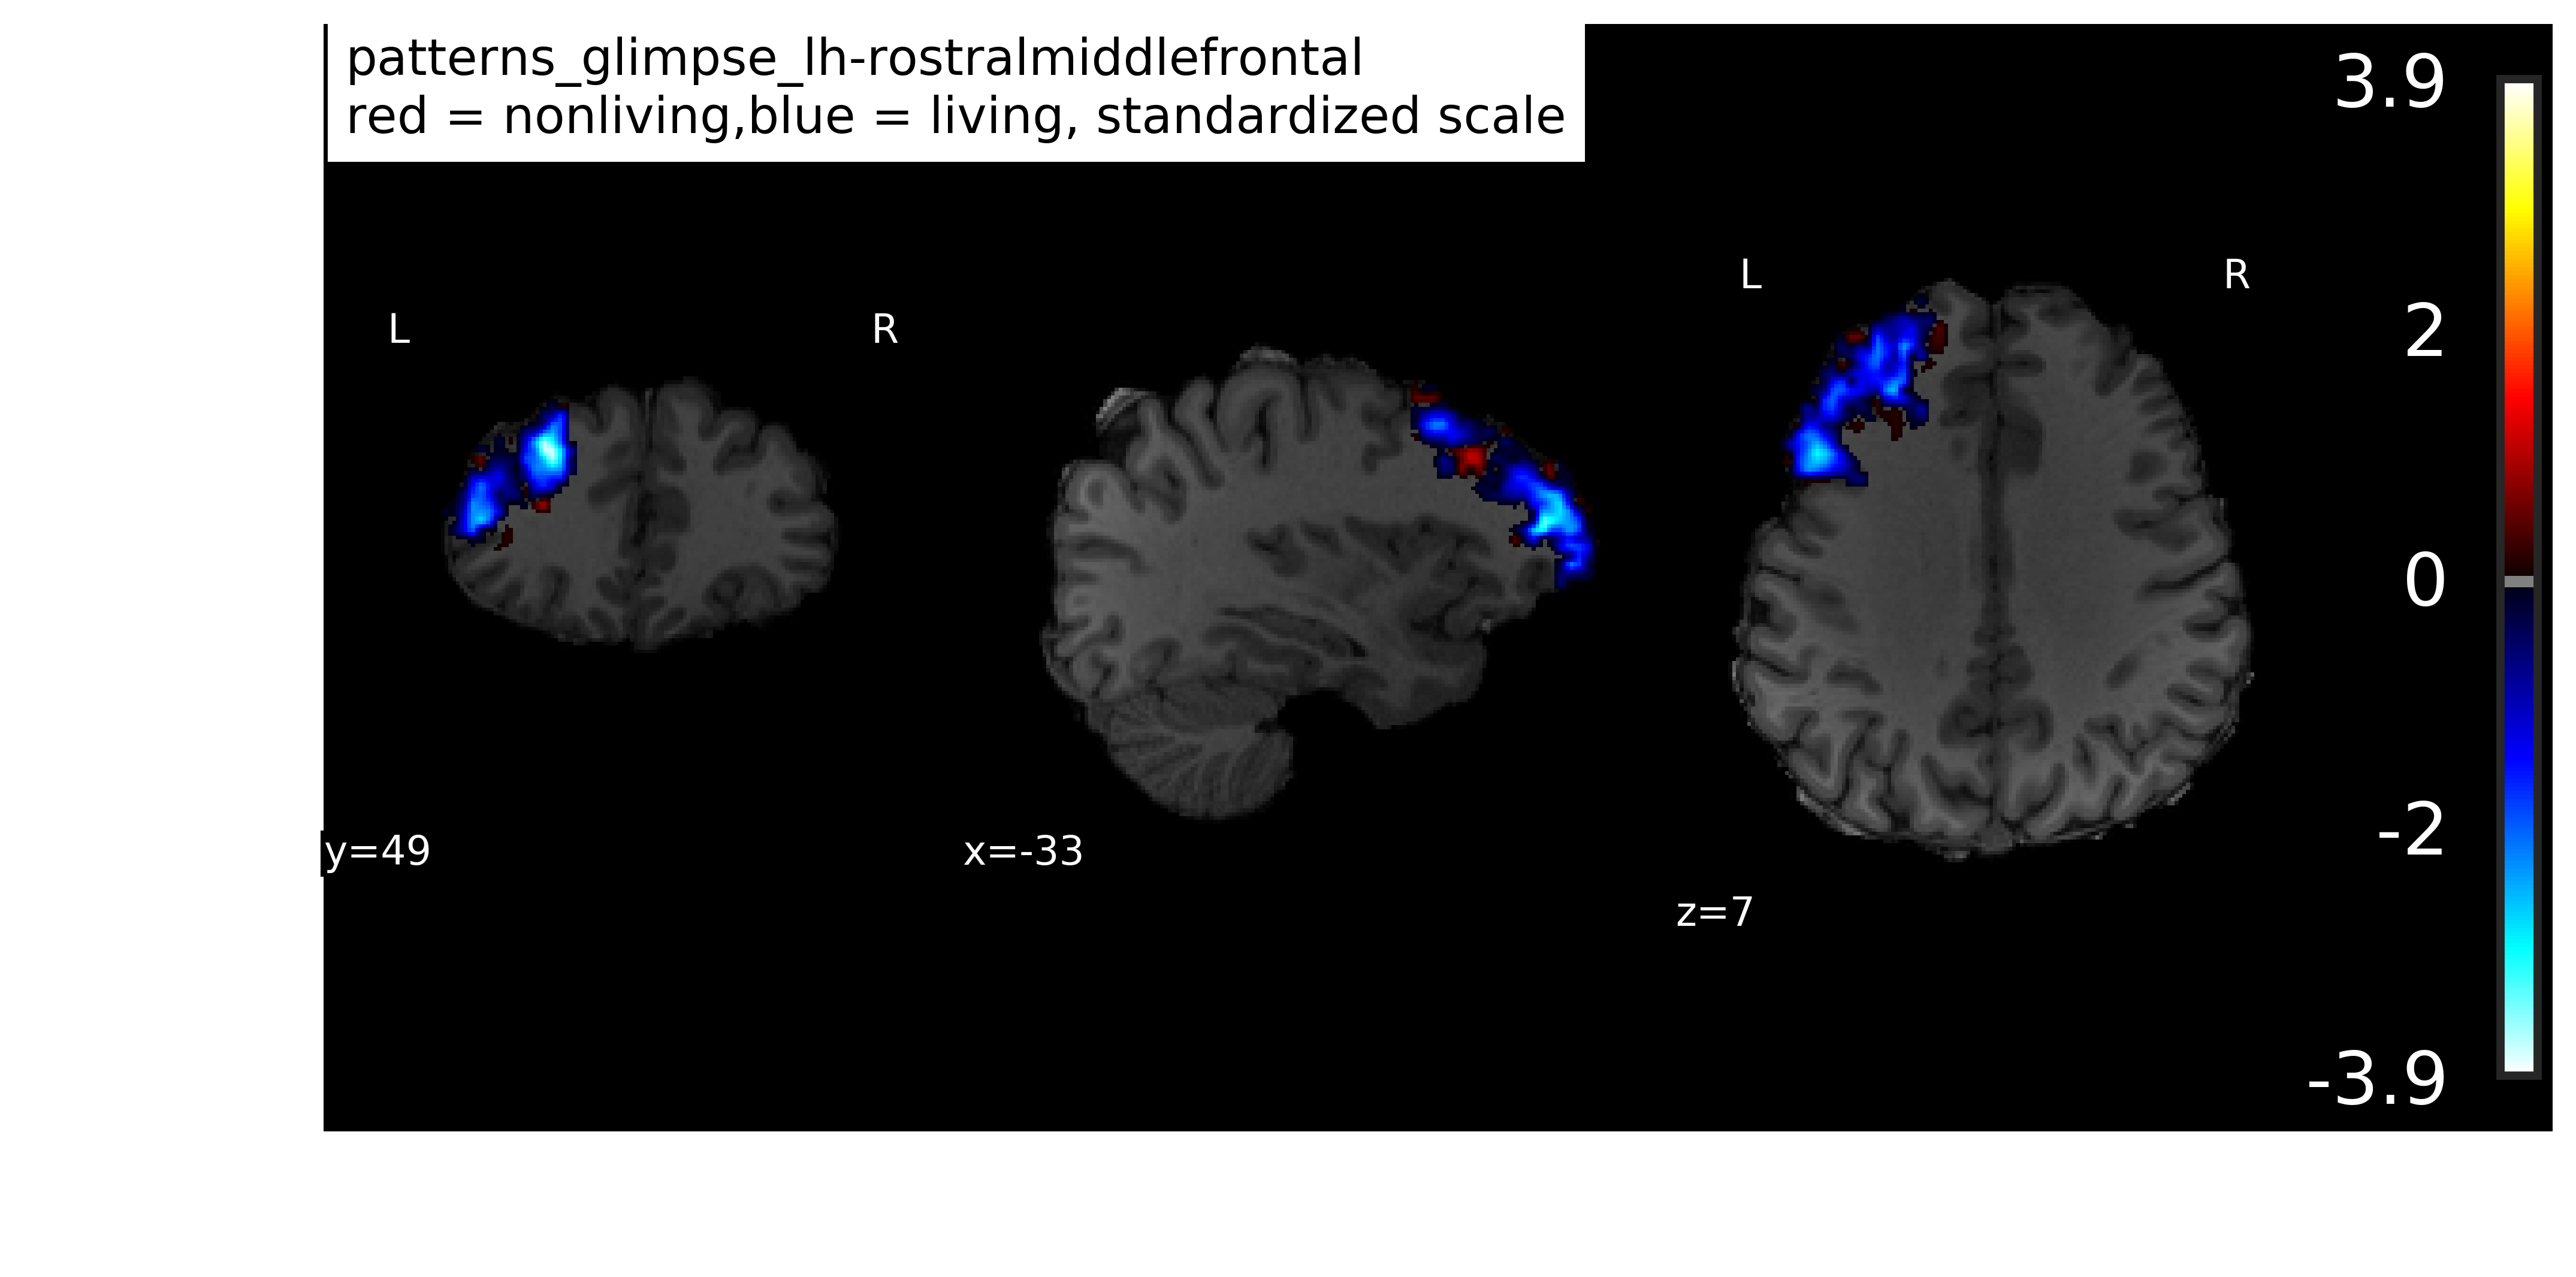 patterns_glimpse_lh-rostralmiddlefrontal
red = nonliving,blue = living, standardized scale
L
R
y=49
x=-33
L
R
z=7
3.9
2
0
-2
-3.9